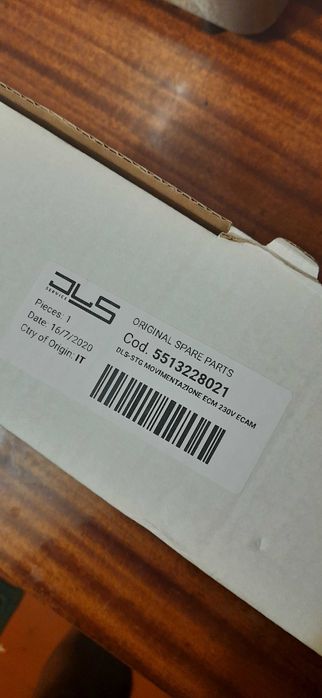 DLS
SERVICE
ORIGINAL SPARE PARTS
Cod. 5513228021
DLS-STG MOVIMENTAZIONE ECM 230V ECAM
Pieces. 1
Date. 16/7/2020
Ctry of Origin: IT